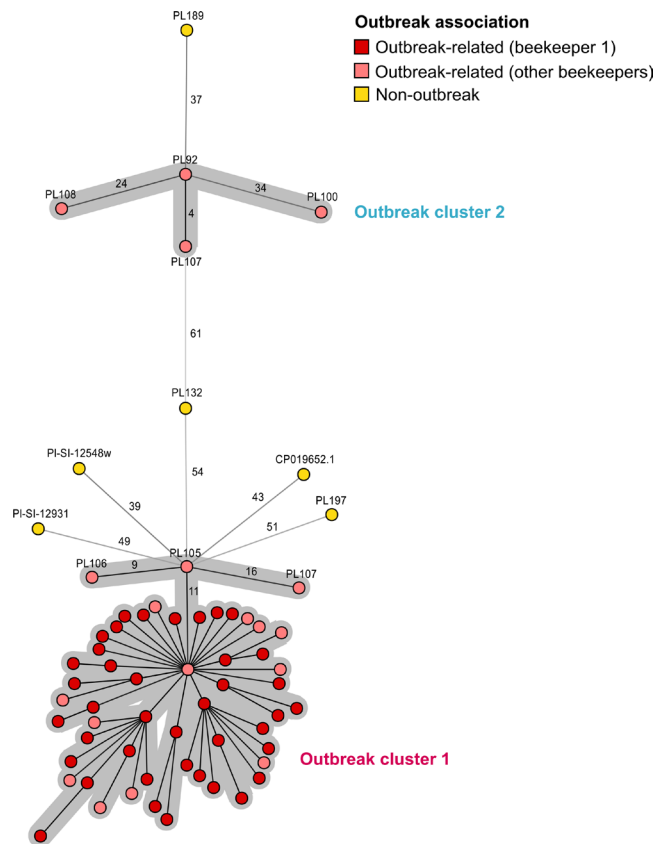 PL189
Outbreak association
Outbreak-related (beekeeper 1)
Outbreak-related (other beekeepers)
Non-outbreak
37
PL92
24
34
PL108
PL100
4
Outbreak cluster 2
PL107
61
PL132
PI-SI-12548w
CP019652.1
54
39
43
PL197
PI-SI-12931
51
49
PL105
PL106
9
16
PL107
11
Outbreak cluster 1